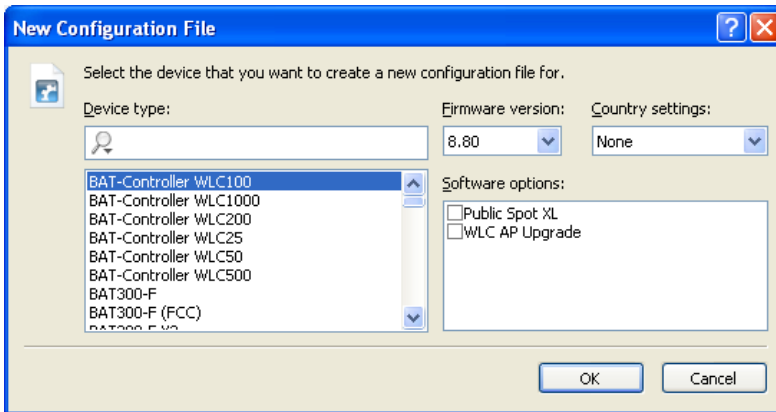 New Configuration File
Select the device that you want to create a new configuration file for.
Device type:
Firmware version:
Country settings:
8.80
None
BAT-Controller WLC100
BAT-Controller WLC1000
BAT-Controller WLC200
BAT-Controller WLC25
BAT-Controller WLC50
BAT-Controller WLC500
BAT300-F
BAT300-F (FCC)
Software options:
Public Spot XL
WLC AP Upgrade
OK
Cancel